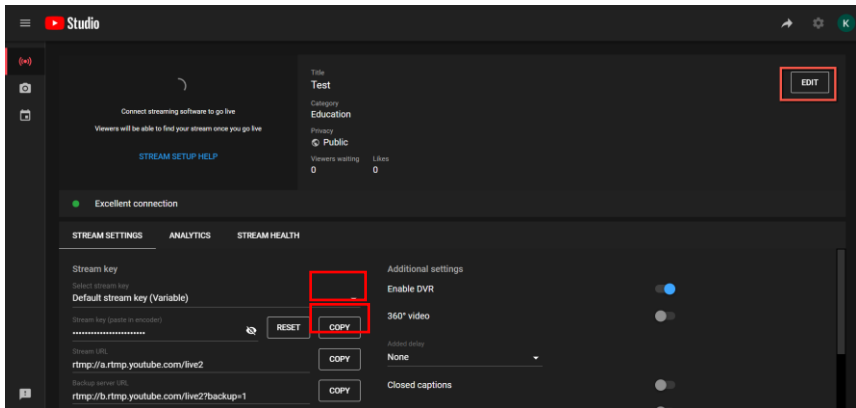 Studio
K
Connect streaming software to go live
Viewers will be able to find your stream once you go live
STREAM SETUP HELP
Title
Test
Category
Education
Privacy
Public
Viewers waiting Likes
0 0
EDIT
Excellent connection
STREAM SETTINGS ANALYTICS STREAM HEALTH
Stream key
Select stream key
Default stream key (Variable)
Stream key (paste in encoder)
•••••••••••••••••••••••• RESET COPY
Stream URL
rtmp://a.rtmp.youtube.com/live2 COPY
Backup server URL
rtmp://b.rtmp.youtube.com/live2?backup=1 COPY
Additional settings
Enable DVR
360° video
Added delay
None
Closed captions